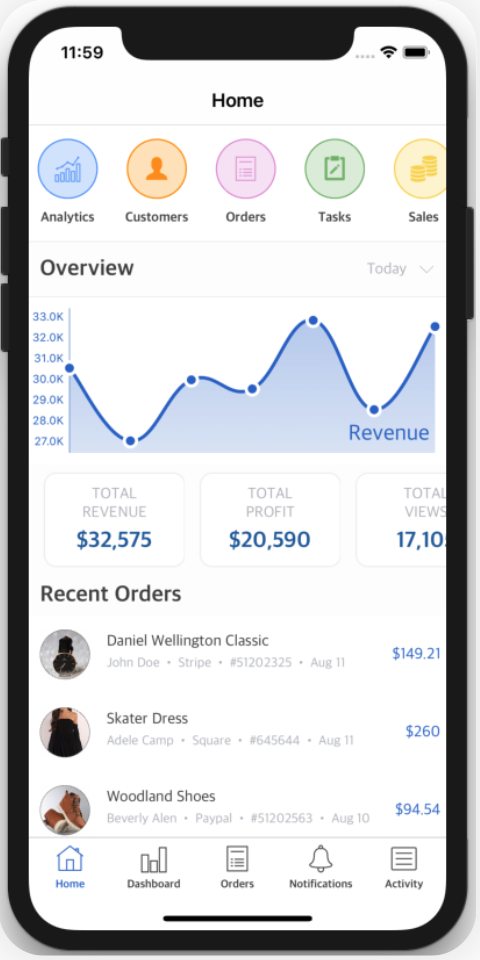 11:59
Home
Analytics Customers Orders Tasks Sales
Overview Today
33.0K
32.0K
31.0K
30.0K
29.0K
28.0K
27.0K
Revenue
TOTAL REVENUE
$32,575
TOTAL PROFIT
$20,590
TOTAL VIEWS
17,10
Recent Orders
Daniel Wellington Classic
John Doe • Stripe • #51202325 • Aug 11
$149.21
Skater Dress
Adele Camp • Square • #645644 • Aug 11
$260
Woodland Shoes
Beverly Alen • Paypal • #51202563 • Aug 10
$94.54
Home Dashboard Orders Notifications Activity